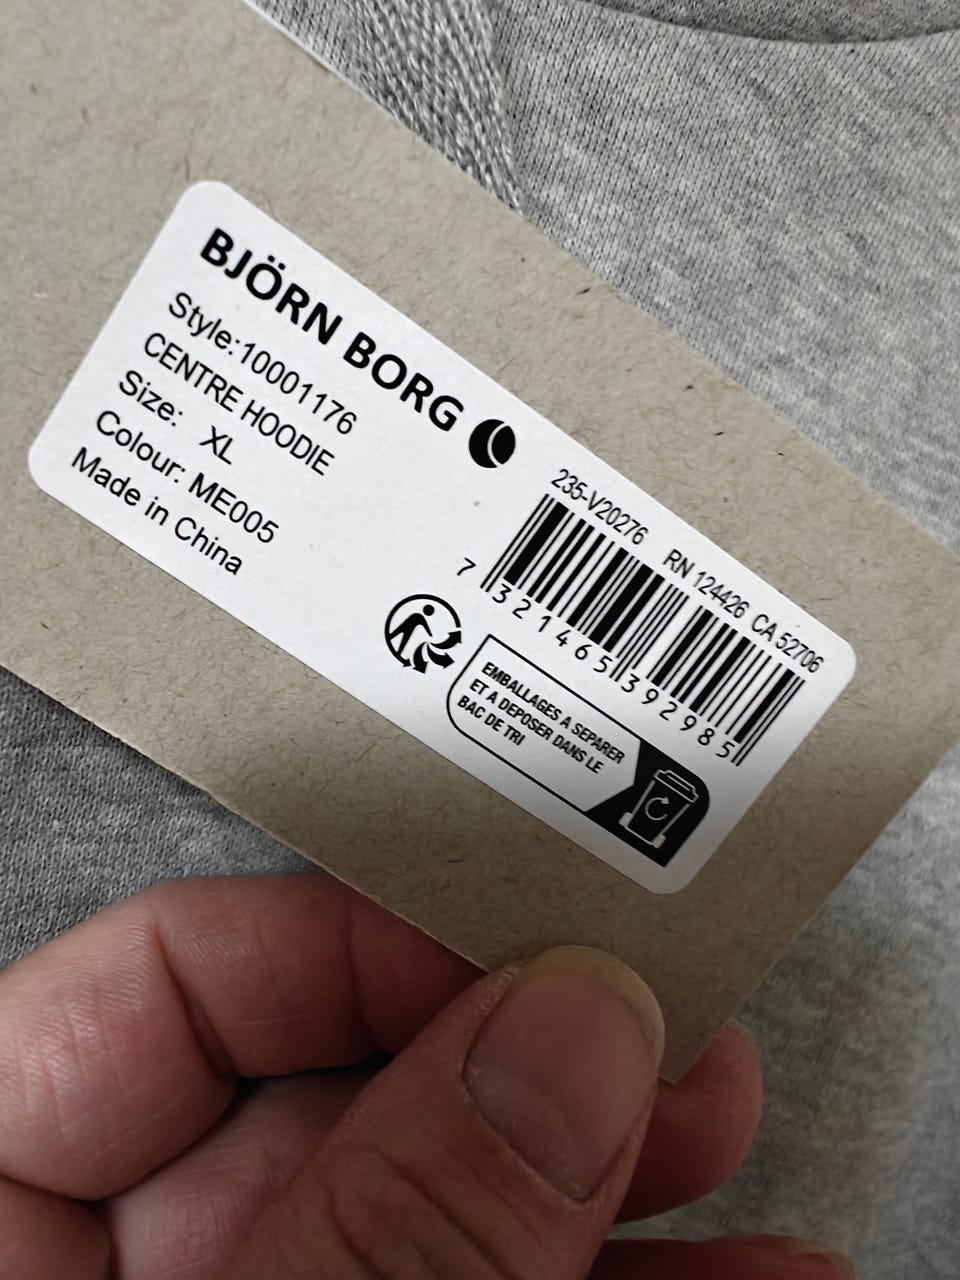 BJÖRN BORG
Style:10001176
CENTRE HOODIE
Size: XL
Colour: ME005
Made in China
235-V20276 RN 124426 CA 52706
7 321465 392985
EMBALLAGES A SEPARER
ET A DEPOSER DANS LE
BAC DE TRI